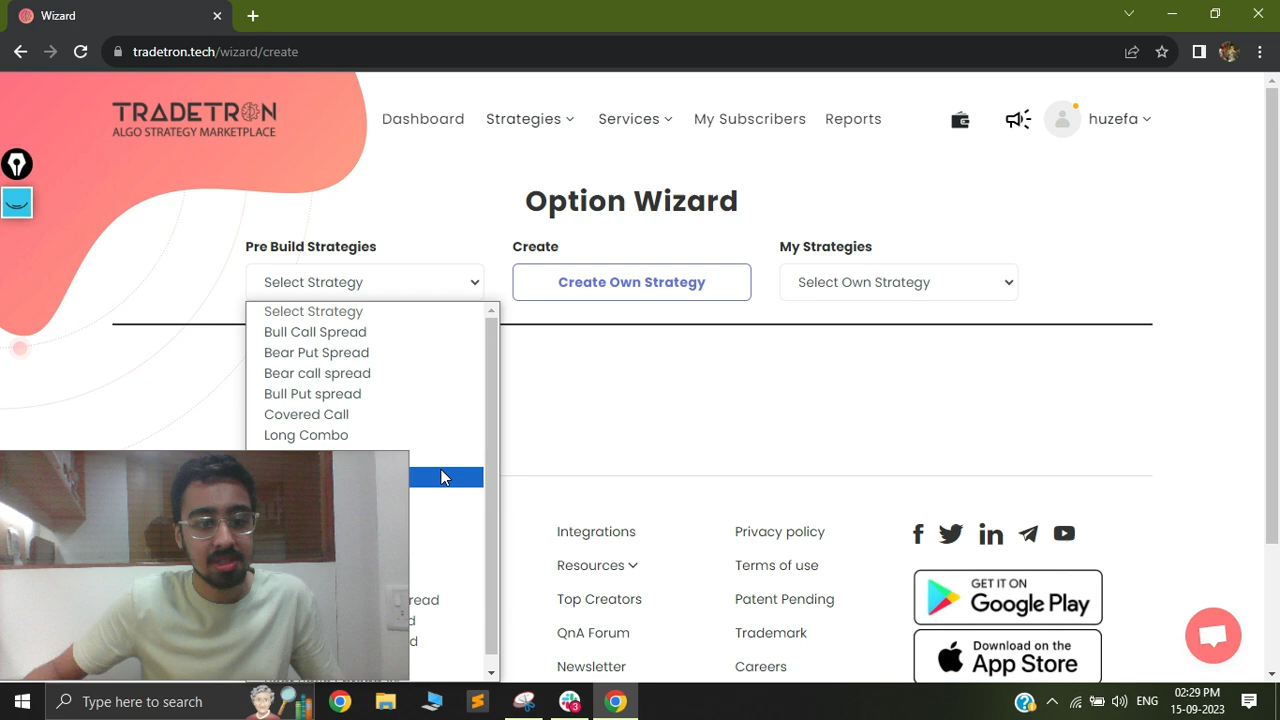 Wizard
tradetron.tech/wizard/create
TRADETRON
ALGO STRATEGY MARKETPLACE
Dashboard
Strategies
Services
My Subscribers
Reports
huzefa
Option Wizard
Pre Build Strategies
Create
My Strategies
Select Strategy
Create Own Strategy
Select Own Strategy
Select Strategy
Bull Call Spread
Bear Put Spread
Bear call spread
Bull Put spread
Covered Call
Long Combo
Integrations
Privacy policy
Resources
Terms of use
Top Creators
Patent Pending
QnA Forum
Trademark
Newsletter
Careers
GET IT ON
Google Play
Download on the
App Store
Type here to search
3
ENG
02:29 PM
15-09-2023